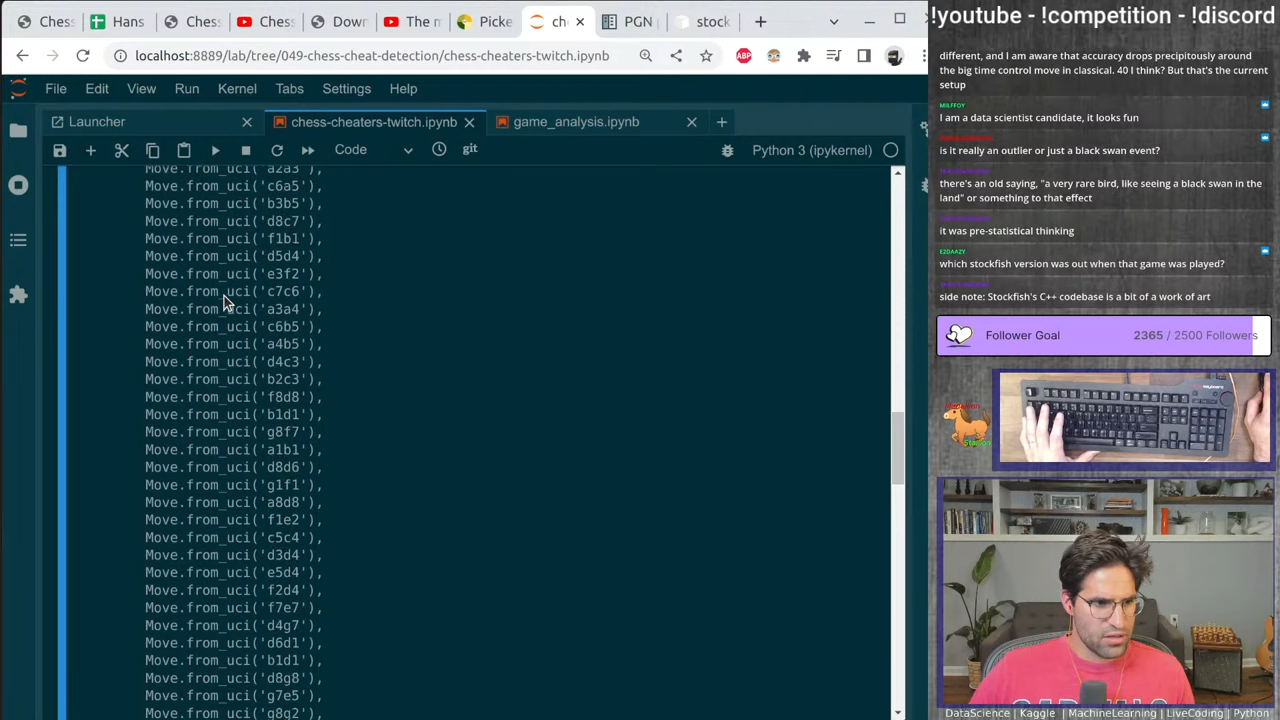 Ches
Hans
Chess
Chess
Down
The m
Picke
ch
PGN
stock
localhost:8889/lab/tree/049-chess-cheat-detection/chess-cheaters-twitch.ipynb
File Edit View Run Kernel Tabs Settings Help
Launcher
chess-cheaters-twitch.ipynb
game_analysis.ipynb
Code
git
Python 3 (ipykernel)
Move.from_uci('a2a3'),
Move.from_uci('c6a5'),
Move.from_uci('b3b5'),
Move.from_uci('d8c7'),
Move.from_uci('f1b1'),
Move.from_uci('d5d4'),
Move.from_uci('e3f2'),
Move.from_uci('c7c6'),
Move.from_uci('a3a4'),
Move.from_uci('c6b5'),
Move.from_uci('a4b5'),
Move.from_uci('d4c3'),
Move.from_uci('b2c3'),
Move.from_uci('f8d8'),
Move.from_uci('b1d1'),
Move.from_uci('g8f7'),
Move.from_uci('d8d6'),
Move.from_uci('g1f1'),
Move.from_uci('a8d8'),
Move.from_uci('f1e2'),
Move.from_uci('c5c4'),
Move.from_uci('d3d4'),
Move.from_uci('e5d4'),
Move.from_uci('f2d4'),
Move.from_uci('f7e7'),
Move.from_uci('d4g7'),
Move.from_uci('d6d1'),
Move.from_uci('b1d1'),
Move.from_uci('d8g8'),
Move.from_uci('g7e5'),
Move.from_uci('g8g2'),
!youtube - !competition - !discord
different, and I am aware that accuracy drops precipitously around
the big time control move in classical. 40 I think? But that's the current
setup
MILFFOY
I am a data scientist candidate, it looks fun
is it really an outlier or just a black swan event?
there's an old saying, "a very rare bird, like seeing a black swan in the
land" or something to that effect
it was pre-statistical thinking
E2DAAZY
which stockfish version was out when that game was played?
side note: Stockfish's C++ codebase is a bit of a work of art
Follower Goal 2365 / 2500 Followers
Stallion
DataScience | Kaggle | MachineLearning | LiveCoding | Python